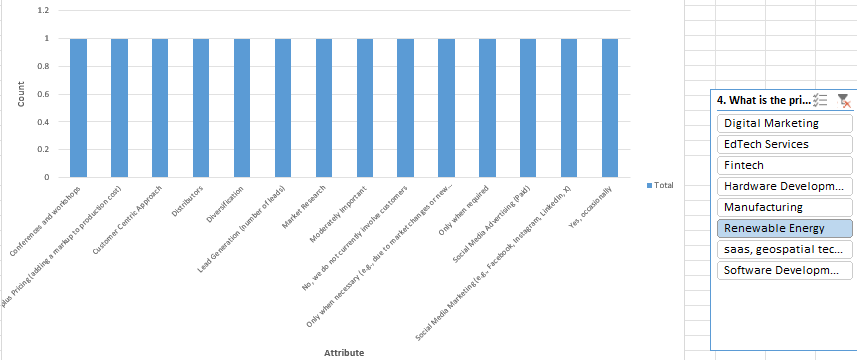 1.2
1
0.8
0.6
0.4
0.2
0
Count
Conferences and workshops
plus Pricing (adding a markup to production cost)
Customer Centric Approach
Distributors
Diversification
Lead Generation (number of leads)
Market Research
Moderately Important
No, we do not currently involve customers
Only when necessary (e.g., due to market changes or new...
Only when required
Social Media Advertising (Paid)
Social Media Marketing (e.g., Facebook, Instagram, LinkedIn, X)
Yes, occasionally
Attribute
Total
4. What is the pri...
Digital Marketing
EdTech Services
Fintech
Hardware Developm...
Manufacturing
Renewable Energy
saas, geospatial tec...
Software Developm...